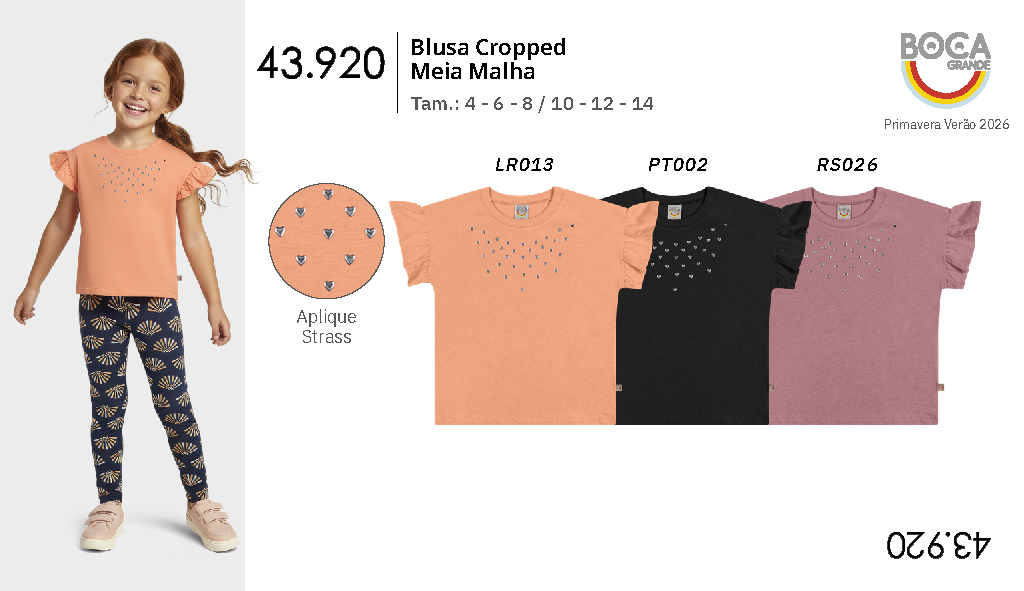 43.920
Blusa Cropped
Meia Malha
Tam.: 4 - 6 - 8 / 10 - 12 - 14
BOCA
GRANDE
Primavera Verão 2026
LR013
PT002
RS026
Aplique
Strass
43.920